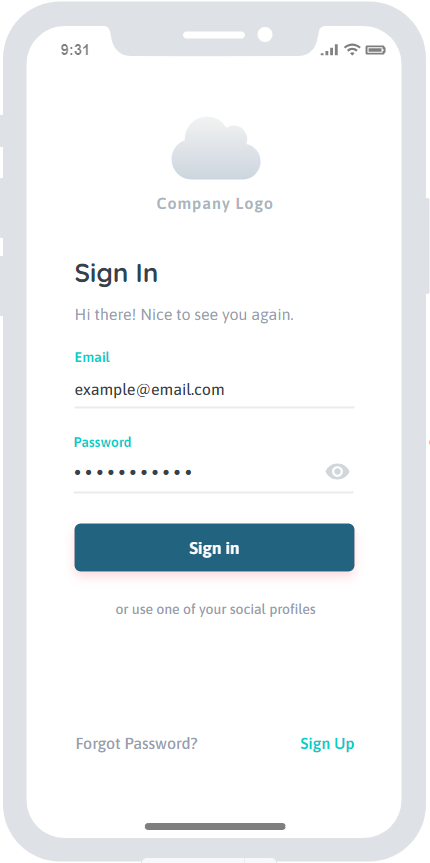 9:31
Company Logo
Sign In
Hi there! Nice to see you again.
Email
example@email.com
Password
•••••••••••
Sign in
or use one of your social profiles
Forgot Password? Sign Up